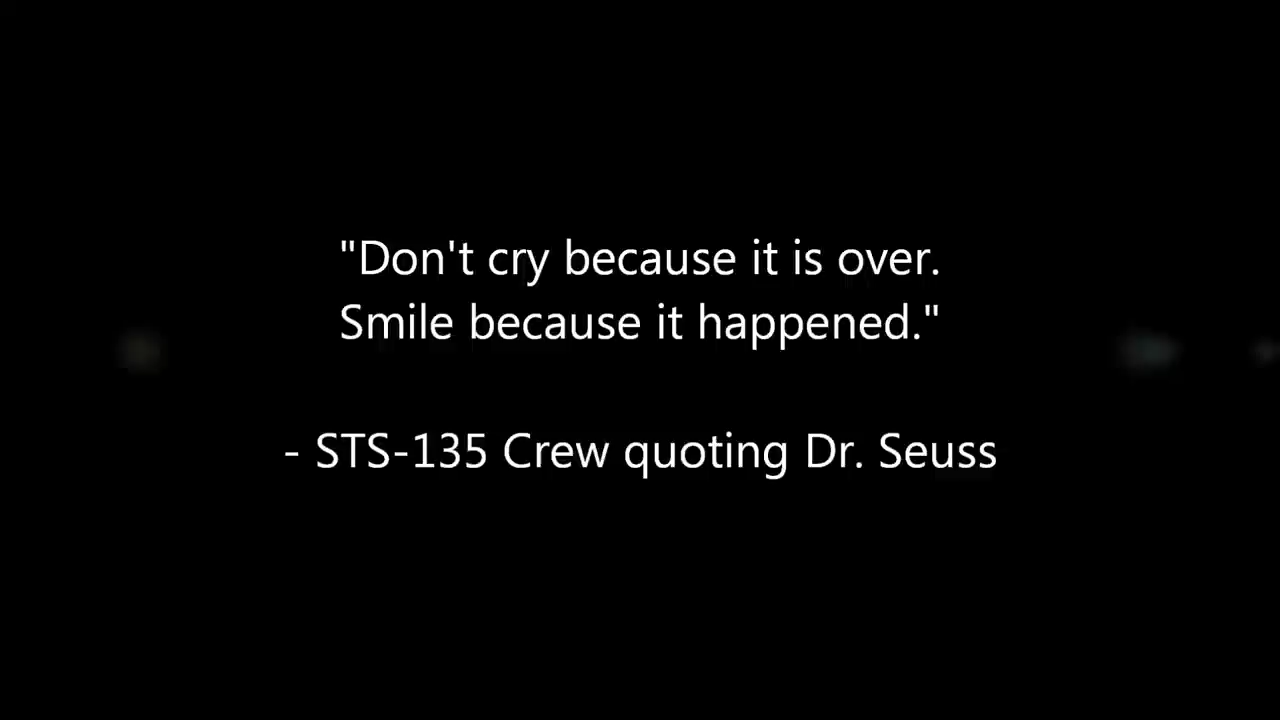 "Don't cry because it is over.
Smile because it happened."
- STS-135 Crew quoting Dr. Seuss